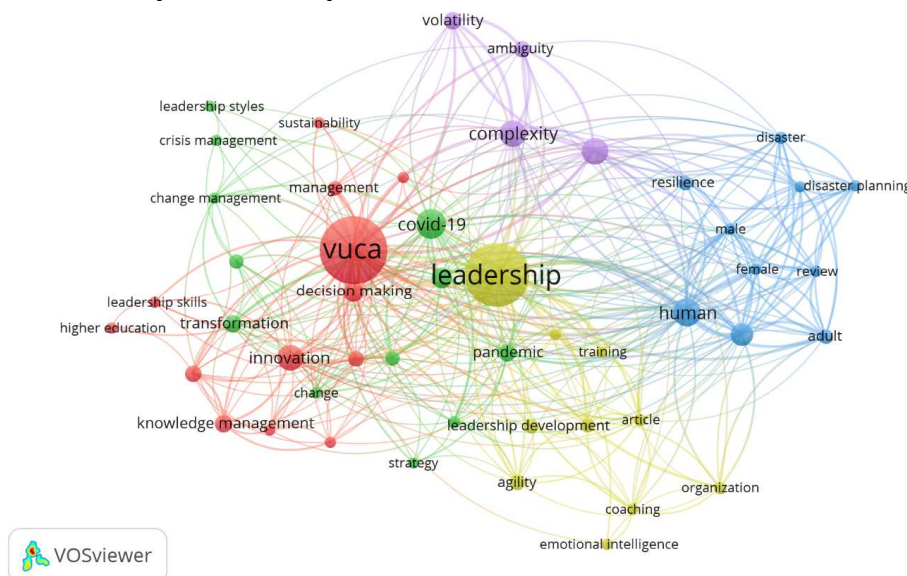 volatility
ambiguity
leadership styles
sustainability
complexity
disaster
crisis management
management
resilience
disaster planning
change management
covid-19
male
vuca
leadership
female
review
decision making
leadership skills
human
higher education
transformation
adult
innovation
pandemic
training
change
knowledge management
leadership development
article
strategy
agility
organization
coaching
emotional intelligence
VOSviewer